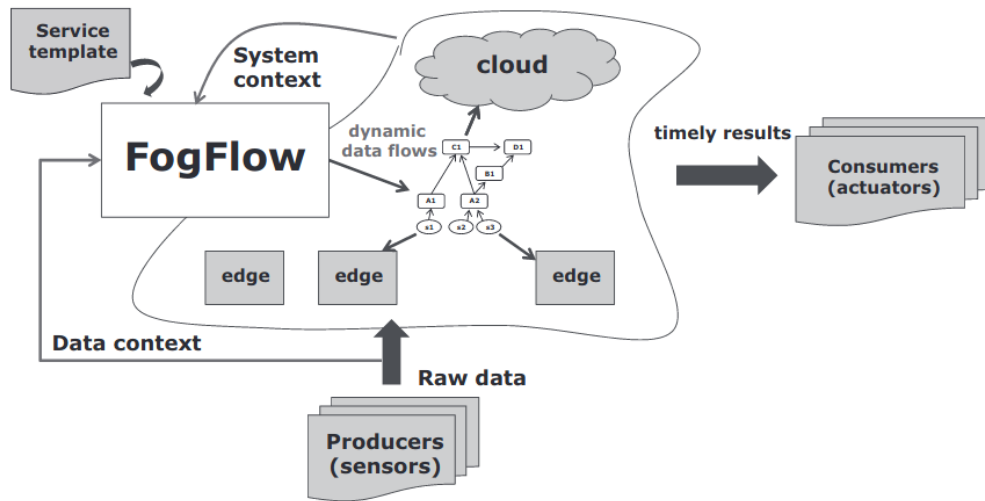 Service
template
System
context
cloud
FogFlow
dynamic
data flows
C1
D1
B1
A1
A2
s1
s2
s3
timely results
Consumers
(actuators)
edge
edge
edge
Data context
Raw data
Producers
(sensors)